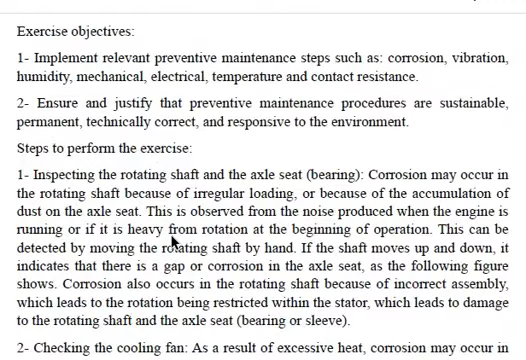 Exercise objectives:
1- Implement relevant preventive maintenance steps such as: corrosion, vibration,
humidity, mechanical, electrical, temperature and contact resistance.
2- Ensure and justify that preventive maintenance procedures are sustainable,
permanent, technically correct, and responsive to the environment.
Steps to perform the exercise:
1- Inspecting the rotating shaft and the axle seat (bearing): Corrosion may occur in
the rotating shaft because of irregular loading, or because of the accumulation of
dust on the axle seat. This is observed from the noise produced when the engine is
running or if it is heavy from rotation at the beginning of operation. This can be
detected by moving the rotating shaft by hand. If the shaft moves up and down, it
indicates that there is a gap or corrosion in the axle seat, as the following figure
shows. Corrosion also occurs in the rotating shaft because of incorrect assembly,
which leads to the rotation being restricted within the stator, which leads to damage
to the rotating shaft and the axle seat (bearing or sleeve).
2- Checking the cooling fan: As a result of excessive heat, corrosion may occur in